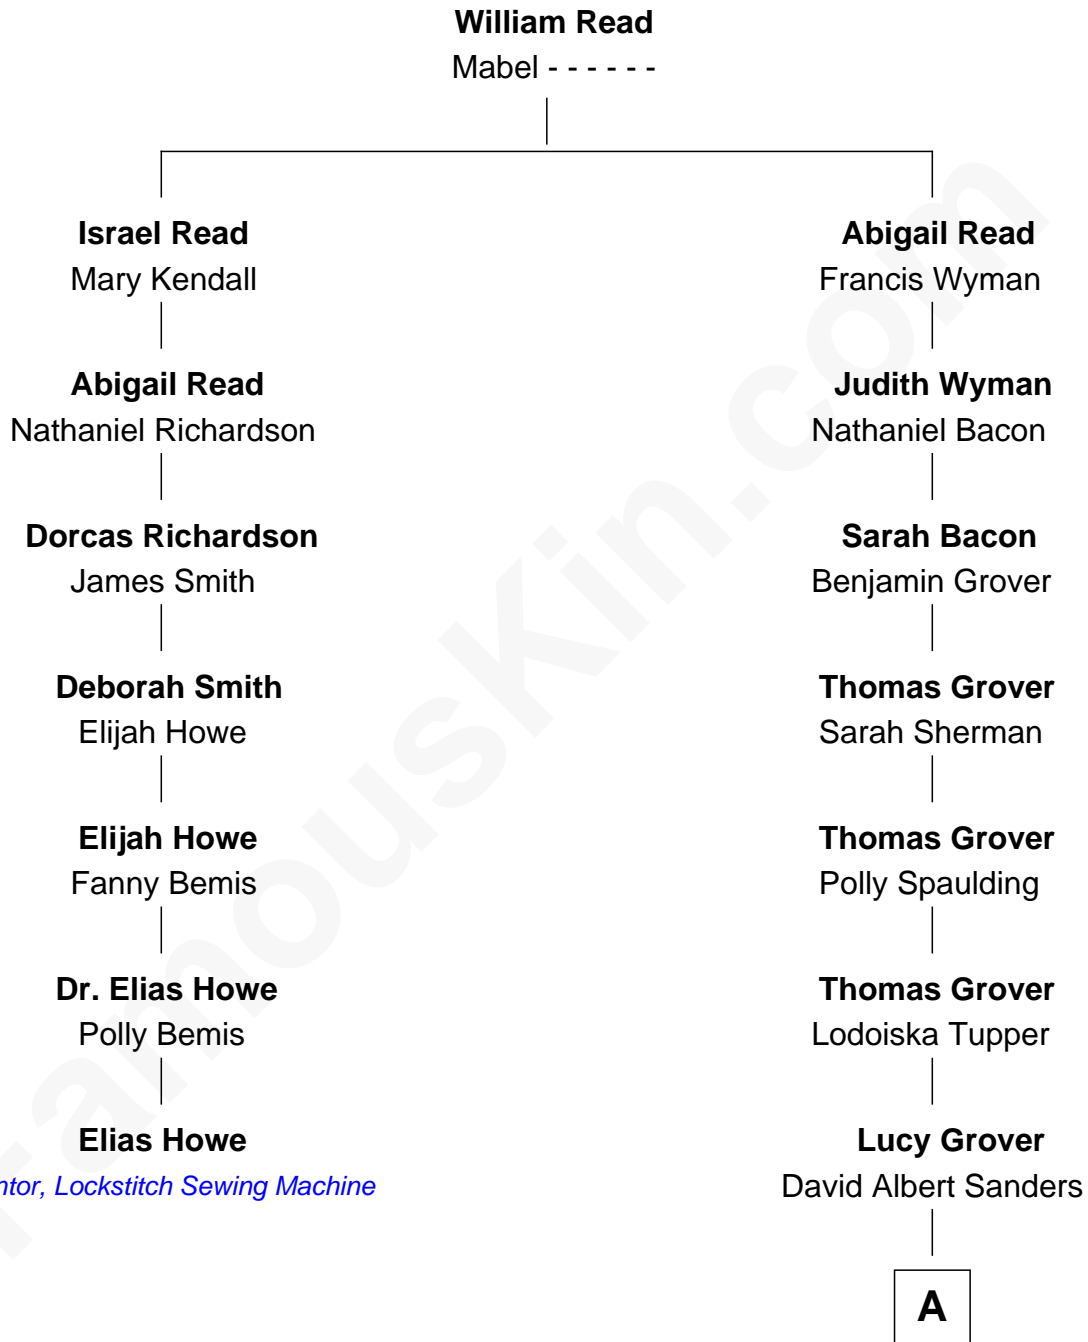 William Read
Mabel - - - - - -
Israel Read
Mary Kendall
Abigail Read
Francis Wyman
Abigail Read
Nathaniel Richardson
Judith Wyman
Nathaniel Bacon
Dorcas Richardson
James Smith
Sarah Bacon
Benjamin Grover
Deborah Smith
Elijah Howe
Thomas Grover
Sarah Sherman
Elijah Howe
Fanny Bemis
Thomas Grover
Polly Spaulding
Dr. Elias Howe
Polly Bemis
Thomas Grover
Lodoiska Tupper
Elias Howe
ntor, Lockstitch Sewing Machine
Lucy Grover
David Albert Sanders
A
FamousKin.com